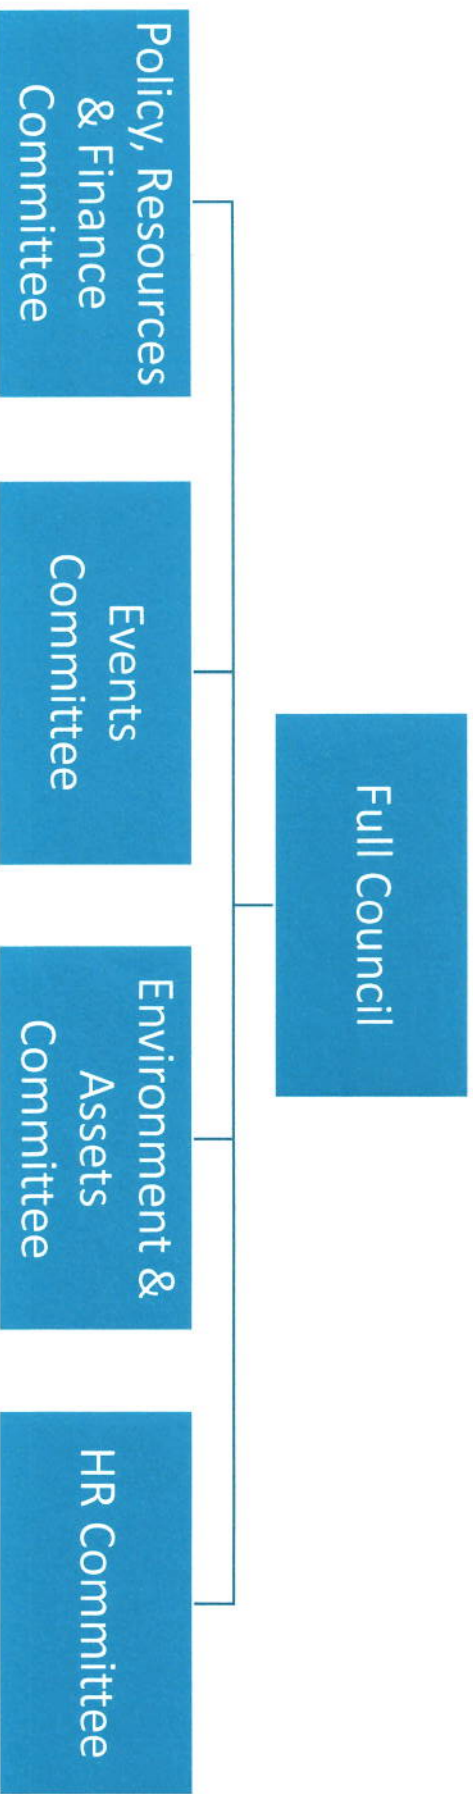 Full Council
Policy, Resources
& Finance
Committee
Events
Committee
Environment &
Assets
Committee
HR Committee